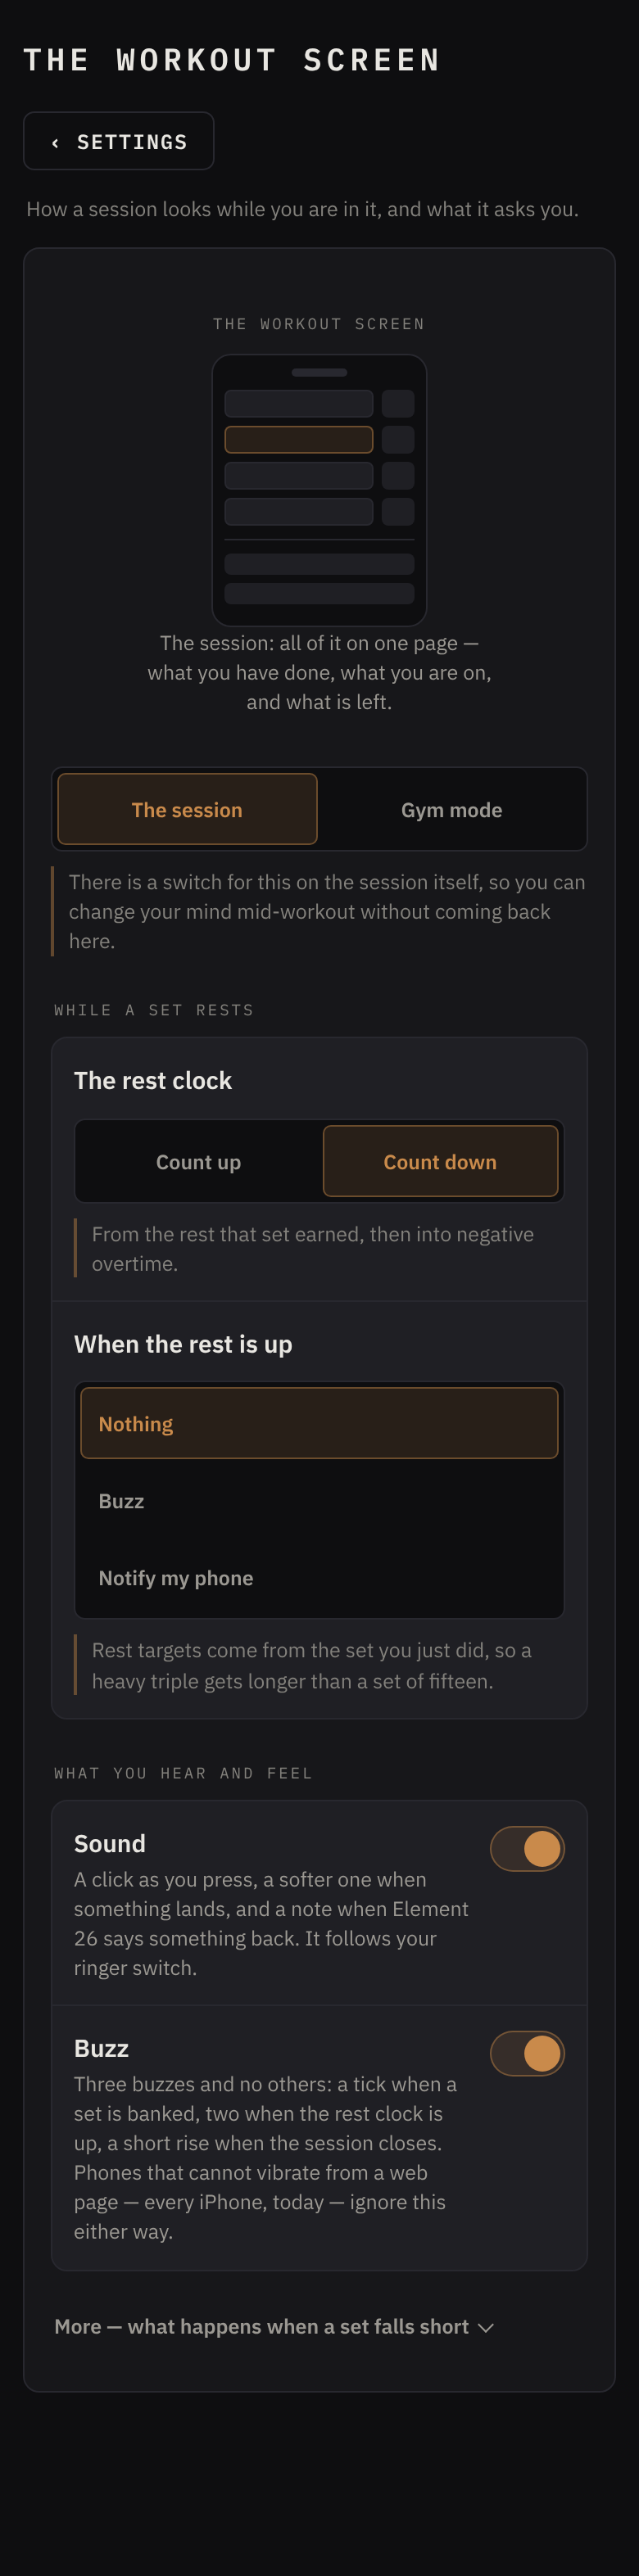 THE WORKOUT SCREEN
‹ SETTINGS
How a session looks while you are in it, and what it asks you.
THE WORKOUT SCREEN
The session: all of it on one page —
what you have done, what you are on,
and what is left.
The session
Gym mode
There is a switch for this on the session itself, so you can
change your mind mid-workout without coming back
here.
WHILE A SET RESTS
The rest clock
Count up
Count down
From the rest that set earned, then into negative
overtime.
When the rest is up
Nothing
Buzz
Notify my phone
Rest targets come from the set you just did, so a
heavy triple gets longer than a set of fifteen.
WHAT YOU HEAR AND FEEL
Sound
A click as you press, a softer one when
something lands, and a note when Element
26 says something back. It follows your
ringer switch.
Buzz
Three buzzes and no others: a tick when a
set is banked, two when the rest clock is
up, a short rise when the session closes.
Phones that cannot vibrate from a web
page — every iPhone, today — ignore this
either way.
More — what happens when a set falls short